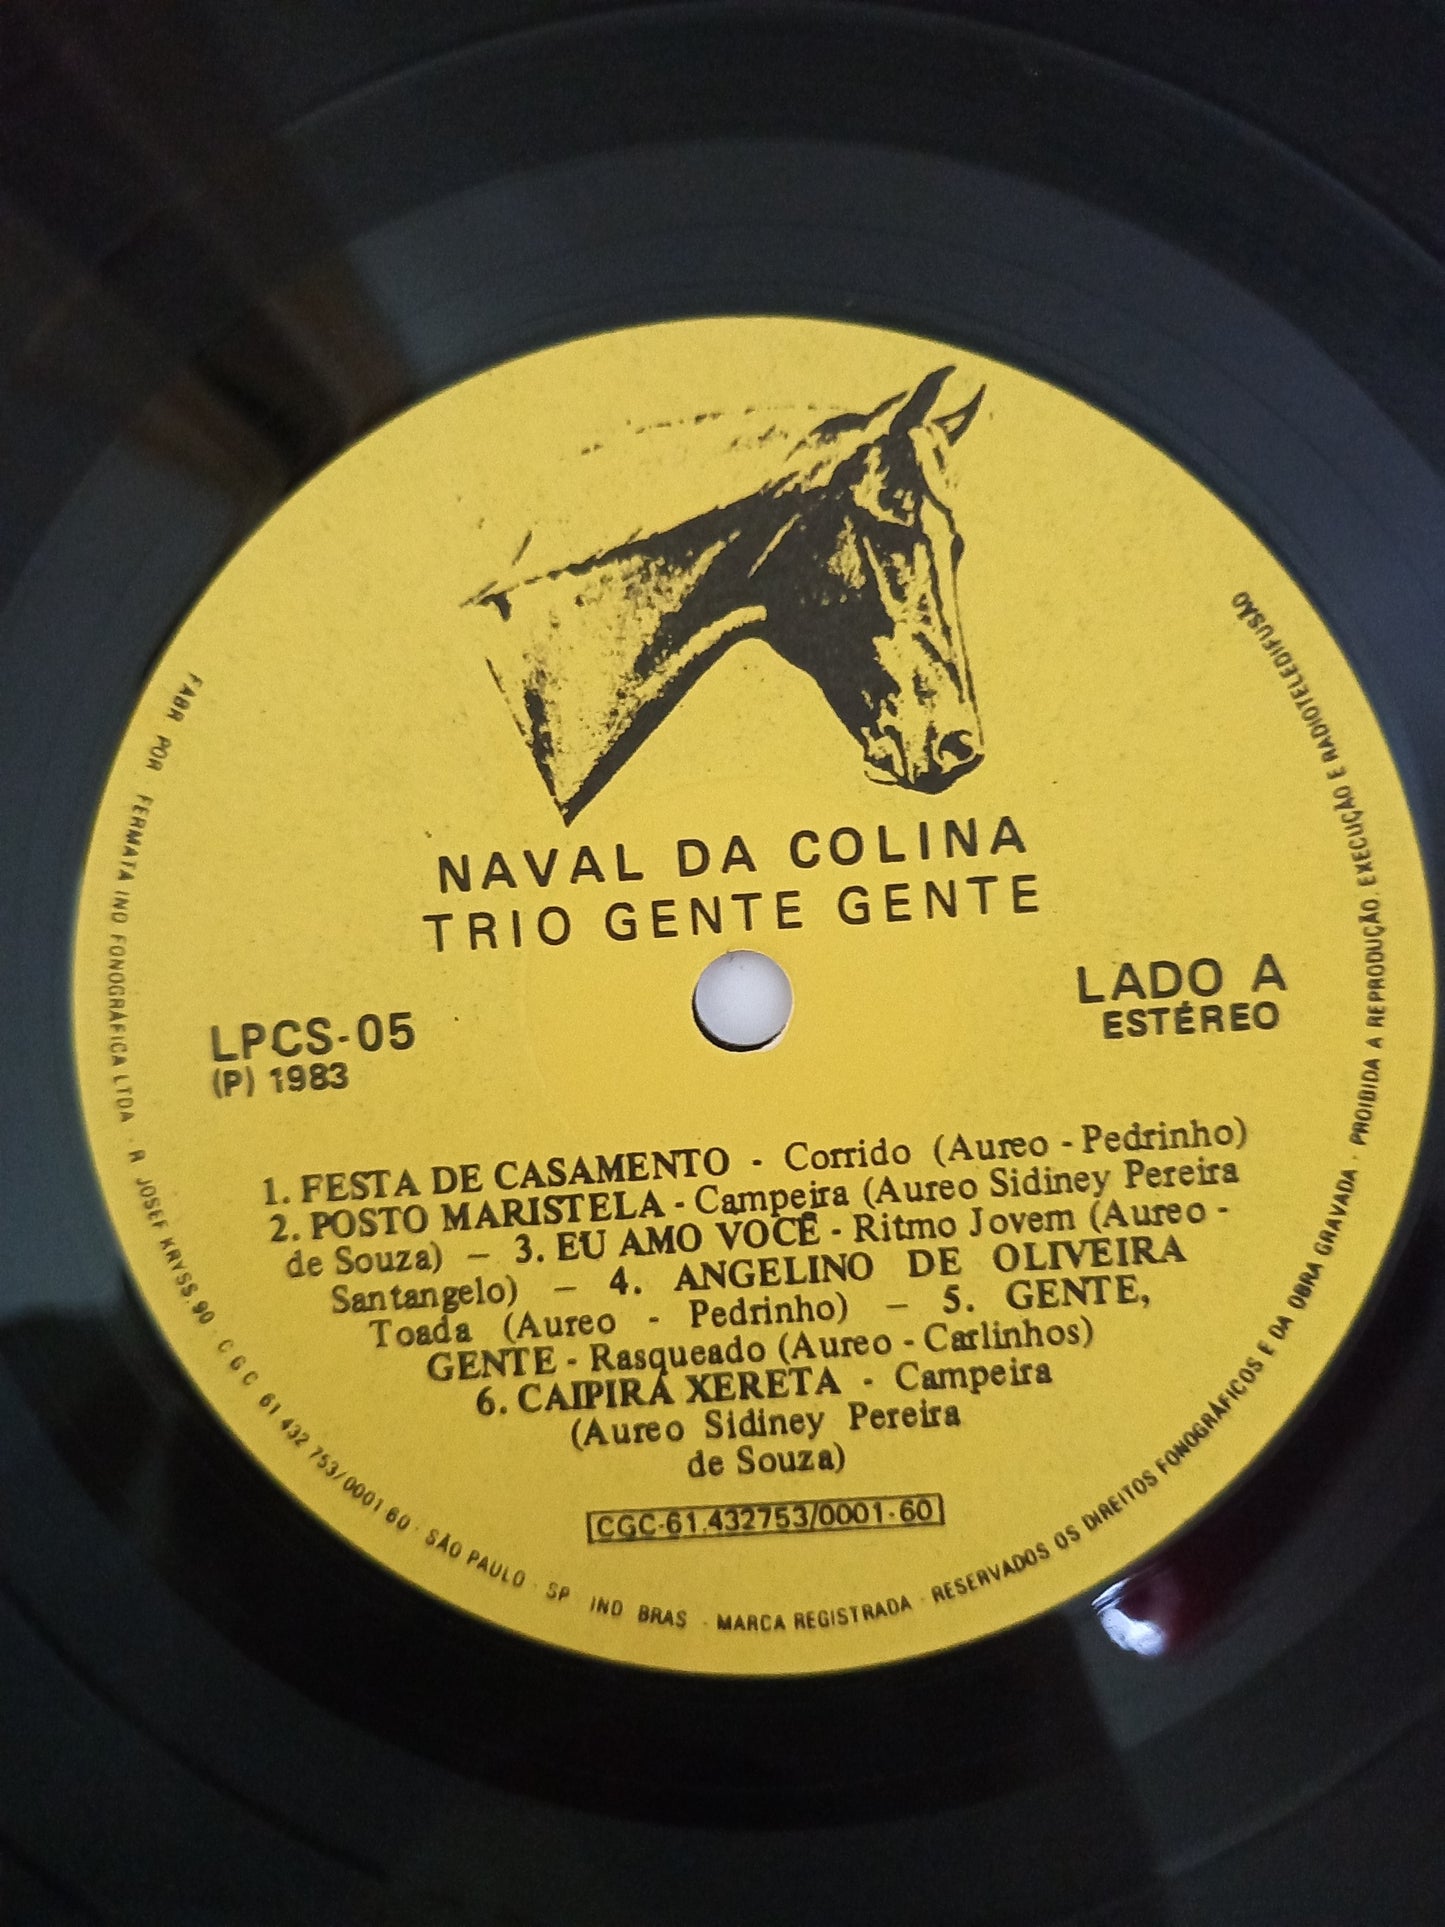 NAVAL DA COLINA
TRIO GENTE GENTE
LPCS-05
(P) 1983
LADO A
ESTÉREO
1. FESTA DE CASAMENTO - Corrido (Aureo - Pedrinho)
2. POSTO MARISTELA - Campeira (Aureo Sidiney Pereira
de Souza) – 3. EU AMO VOCÊ - Ritmo Jovem (Aureo -
Santangelo) – 4. ANGELINO DE OLIVEIRA
Toada (Aureo - Pedrinho) – 5. GENTE,
GENTE - Rasqueado (Aureo - Carlinhos)
6. CAIPIRA XERETA - Campeira
(Aureo Sidiney Pereira
de Souza)
CGC-61.432753/0001-60
FABR POR FERMATA IND FONOGRÁFICA LTDA · R JOSEF KRYSS, 90 · CGC 61 432 753/0001 60 · SÃO PAULO · SP IND BRAS · MARCA REGISTRADA · RESERVADOS OS DIREITOS FONOGRÁFICOS E DA OBRA GRAVADA · PROIBIDA A REPRODUÇÃO, EXECUÇÃO E RADIOTELEDIFUSÃO